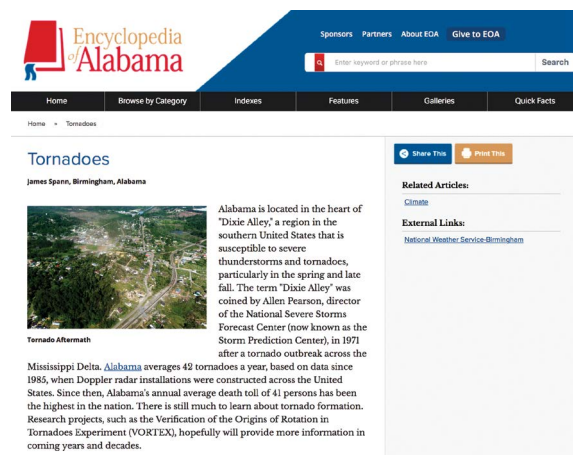 Encyclopedia
of Alabama
Sponsors Partners About EOA Give to EOA
Enter keyword or phrase here Search
Home Browse by Category Indexes Features Galleries Quick Facts
Home » Tornadoes
Tornadoes
James Spann, Birmingham, Alabama
Tornado Aftermath
Alabama is located in the heart of
"Dixie Alley," a region in the
southern United States that is
susceptible to severe
thunderstorms and tornadoes,
particularly in the spring and late
fall. The term "Dixie Alley" was
coined by Allen Pearson, director
of the National Severe Storms
Forecast Center (now known as the
Storm Prediction Center), in 1971
after a tornado outbreak across the
Mississippi Delta. Alabama averages 42 tornadoes a year, based on data since
1985, when Doppler radar installations were constructed across the United
States. Since then, Alabama's annual average death toll of 41 persons has been
the highest in the nation. There is still much to learn about tornado formation.
Research projects, such as the Verification of the Origins of Rotation in
Tornadoes Experiment (VORTEX), hopefully will provide more information in
coming years and decades.
Share This Print This
Related Articles:
Climate
External Links:
National Weather Service-Birmingham